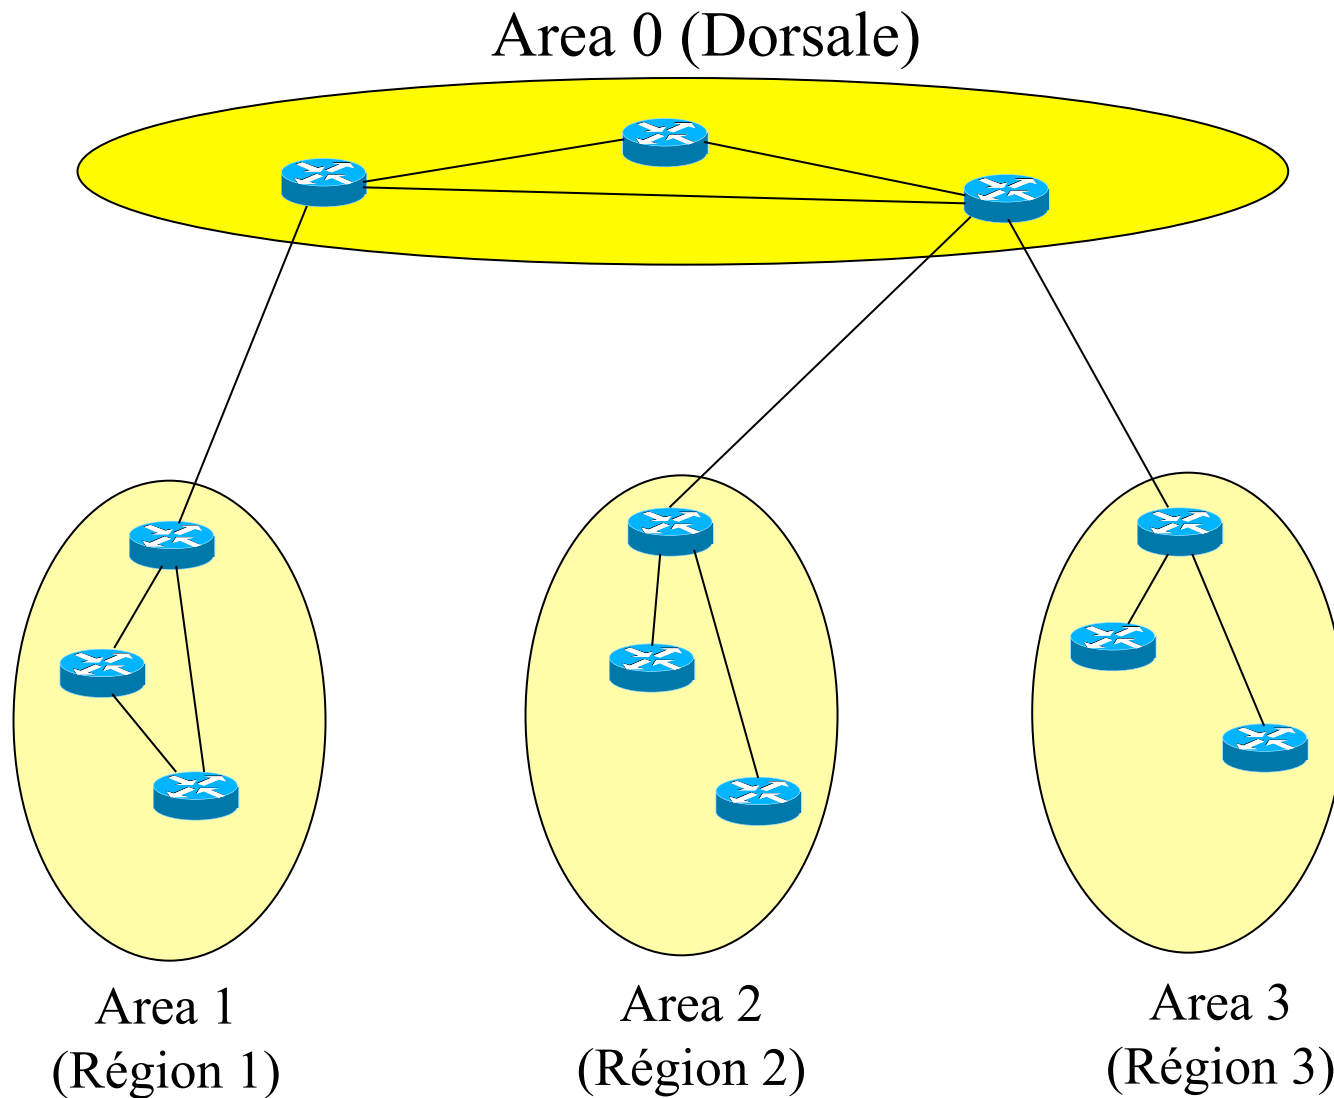 Area 0 (Dorsale)
Area 1
(Région 1)
Area 2
(Région 2)
Area 3
(Région 3)